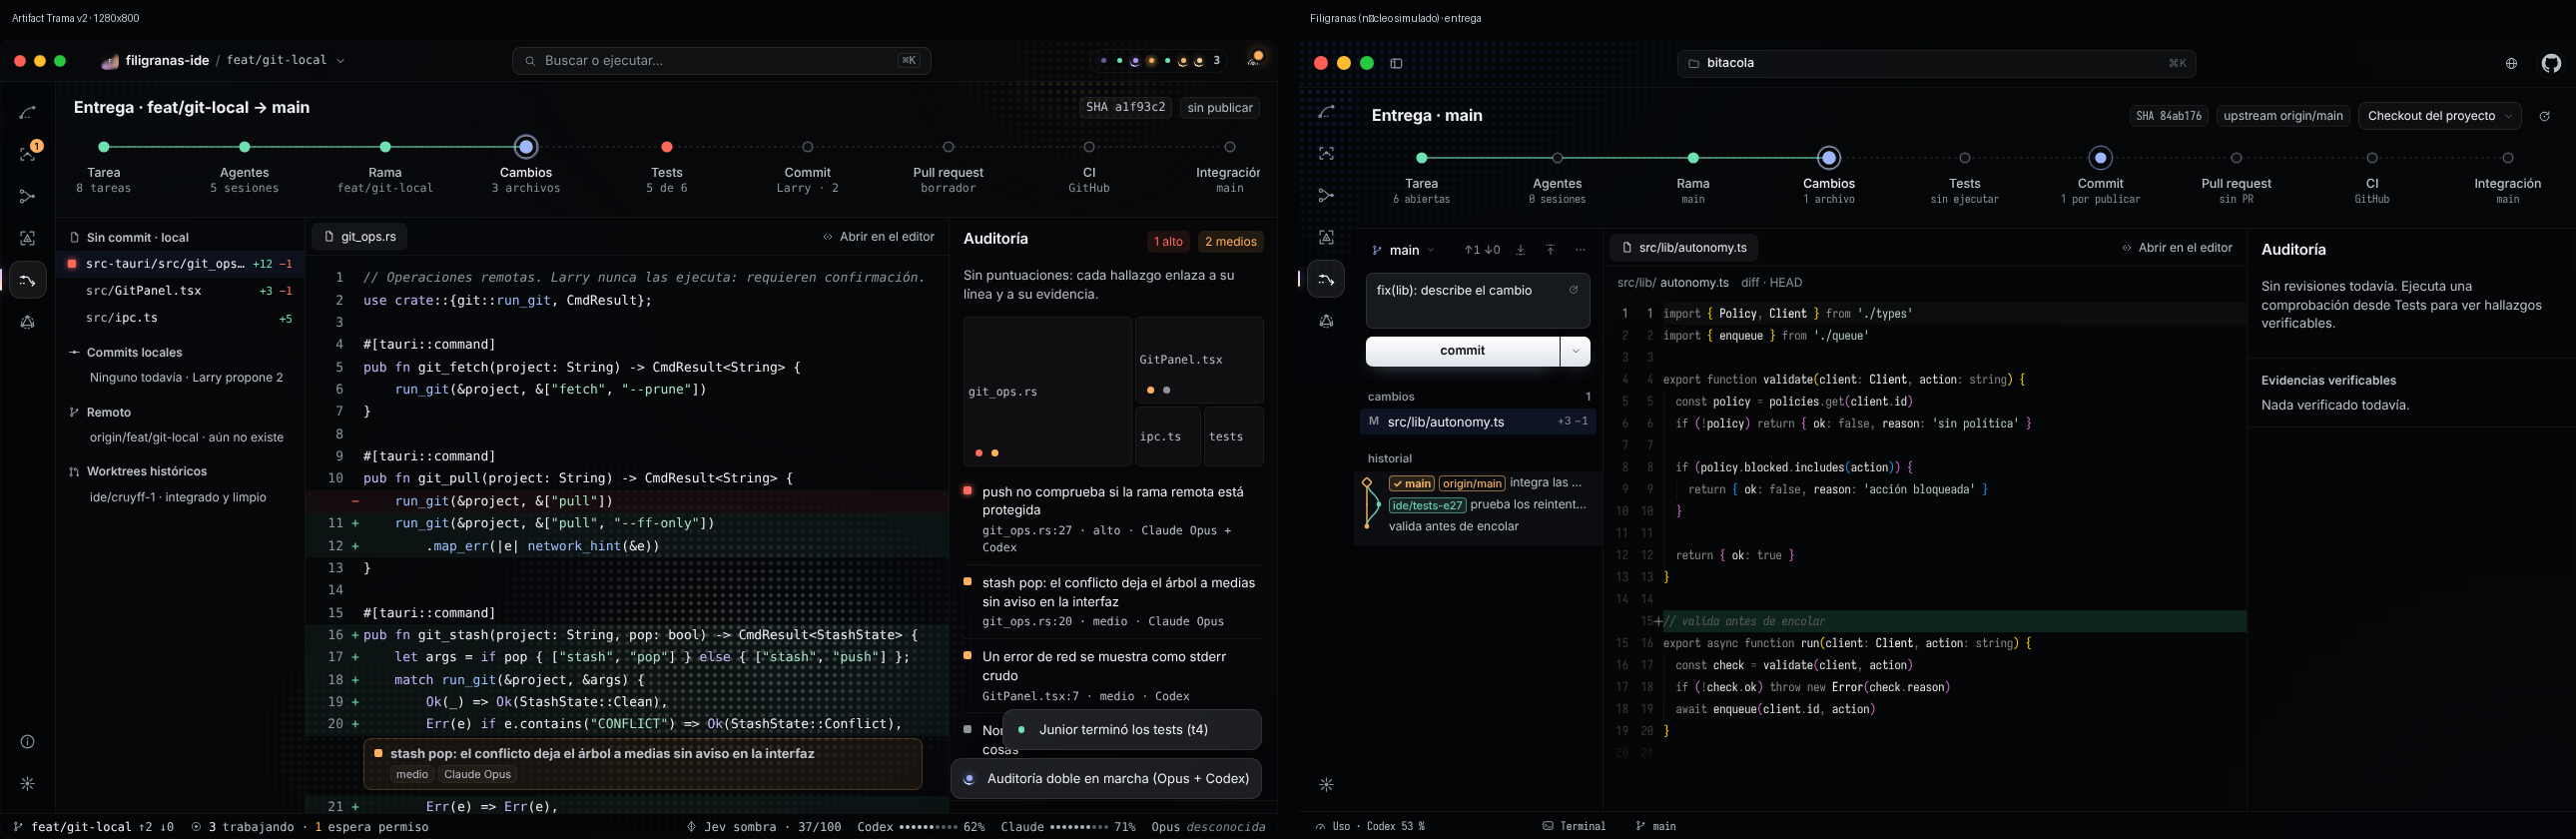 Artifact Trama v2 · 1280x800
filigranas-ide / feat/git-local
Buscar o ejecutar... ⌘K
3
Entrega · feat/git-local → main
SHA a1f93c2 sin publicar
Tarea Agentes Rama Cambios Tests Commit Pull request CI Integración
8 tareas 5 sesiones feat/git-local 3 archivos 5 de 6 Larry · 2 borrador GitHub main
1
Sin commit · local
src-tauri/src/git_ops… +12 −1
src/GitPanel.tsx +3 −1
src/ipc.ts +5
Commits locales
Ninguno todavía · Larry propone 2
Remoto
origin/feat/git-local · aún no existe
Worktrees históricos
ide/cruyff-1 · integrado y limpio
git_ops.rs
Abrir en el editor
1 // Operaciones remotas. Larry nunca las ejecuta: requieren confirmación.
2 use crate::{git::run_git, CmdResult};
3
4 #[tauri::command]
5 pub fn git_fetch(project: String) -> CmdResult<String> {
6 run_git(&project, &["fetch", "--prune"])
7 }
8
9 #[tauri::command]
10 pub fn git_pull(project: String) -> CmdResult<String> {
− run_git(&project, &["pull"])
11 + run_git(&project, &["pull", "--ff-only"])
12 + .map_err(|e| network_hint(&e))
13 }
14
15 #[tauri::command]
16 + pub fn git_stash(project: String, pop: bool) -> CmdResult<StashState> {
17 + let args = if pop { ["stash", "pop"] } else { ["stash", "push"] };
18 + match run_git(&project, &args) {
19 + Ok(_) => Ok(StashState::Clean),
20 + Err(e) if e.contains("CONFLICT") => Ok(StashState::Conflict),
stash pop: el conflicto deja el árbol a medias sin aviso en la interfaz
medio Claude Opus
21 + Err(e) => Err(e),
Auditoría 1 alto 2 medios
Sin puntuaciones: cada hallazgo enlaza a su
línea y a su evidencia.
git_ops.rs
GitPanel.tsx
ipc.ts
tests
push no comprueba si la rama remota está
protegida
git_ops.rs:27 · alto · Claude Opus +
Codex
stash pop: el conflicto deja el árbol a medias
sin aviso en la interfaz
git_ops.rs:20 · medio · Claude Opus
Un error de red se muestra como stderr
crudo
GitPanel.tsx:7 · medio · Codex
cosas
Junior terminó los tests (t4)
Auditoría doble en marcha (Opus + Codex)
feat/git-local ↑2 ↓0 3 trabajando · 1 espera permiso
Jev sombra · 37/100 Codex 62% Claude 71% Opus desconocida
Filigranas (núcleo simulado) · entrega
bitacola ⌘K
Entrega · main
SHA 84ab176 upstream origin/main Checkout del proyecto
Tarea Agentes Rama Cambios Tests Commit Pull request CI Integración
6 abiertas 0 sesiones main 1 archivo sin ejecutar 1 por publicar sin PR GitHub main
main ↑1 ↓0 ...
fix(lib): describe el cambio
commit
cambios 1
M src/lib/autonomy.ts +3 −1
historial
main origin/main integra las ...
ide/tests-e27 prueba los reintent...
valida antes de encolar
src/lib/autonomy.ts
Abrir en el editor
src/lib/ autonomy.ts diff · HEAD
1 1 import { Policy, Client } from './types'
2 2 import { enqueue } from './queue'
3 3
4 4 export function validate(client: Client, action: string) {
5 5 const policy = policies.get(client.id)
6 6 if (!policy) return { ok: false, reason: 'sin política' }
7 7
8 8 if (policy.blocked.includes(action)) {
9 9 return { ok: false, reason: 'acción bloqueada' }
10 10 }
11 11
12 12 return { ok: true }
13 13 }
14 14
15+// valida antes de encolar
15 16 export async function run(client: Client, action: string) {
16 17 const check = validate(client, action)
17 18 if (!check.ok) throw new Error(check.reason)
18 19 await enqueue(client.id, action)
19 20 }
20 21
Auditoría
Sin revisiones todavía. Ejecuta una
comprobación desde Tests para ver hallazgos
verificables.
Evidencias verificables
Nada verificado todavía.
Uso · Codex 53 %
Terminal
main